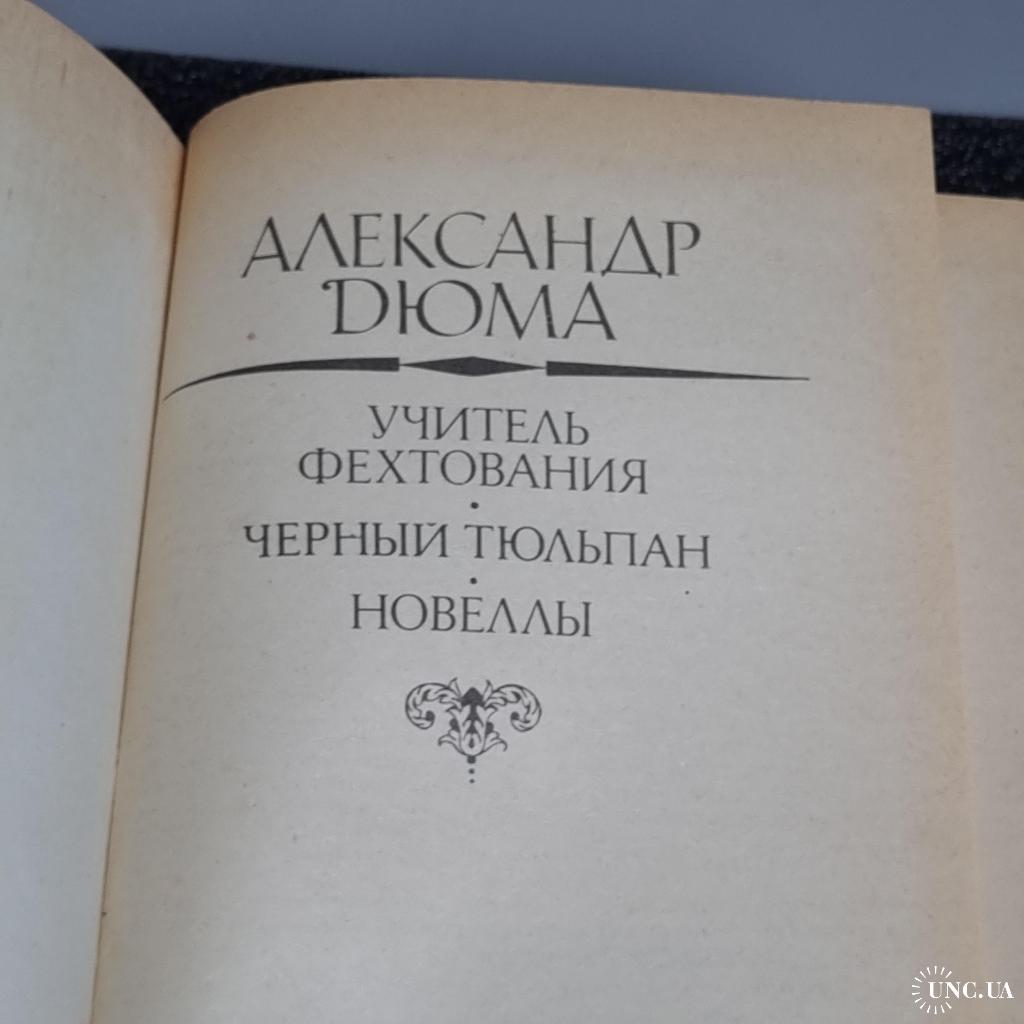 АЛЕКСАНДР
ДЮМА
УЧИТЕЛЬ
ФЕХТОВАНИЯ
•
ЧЕРНЫЙ ТЮЛЬПАН
•
НОВЕЛЛЫ
UNC.UA